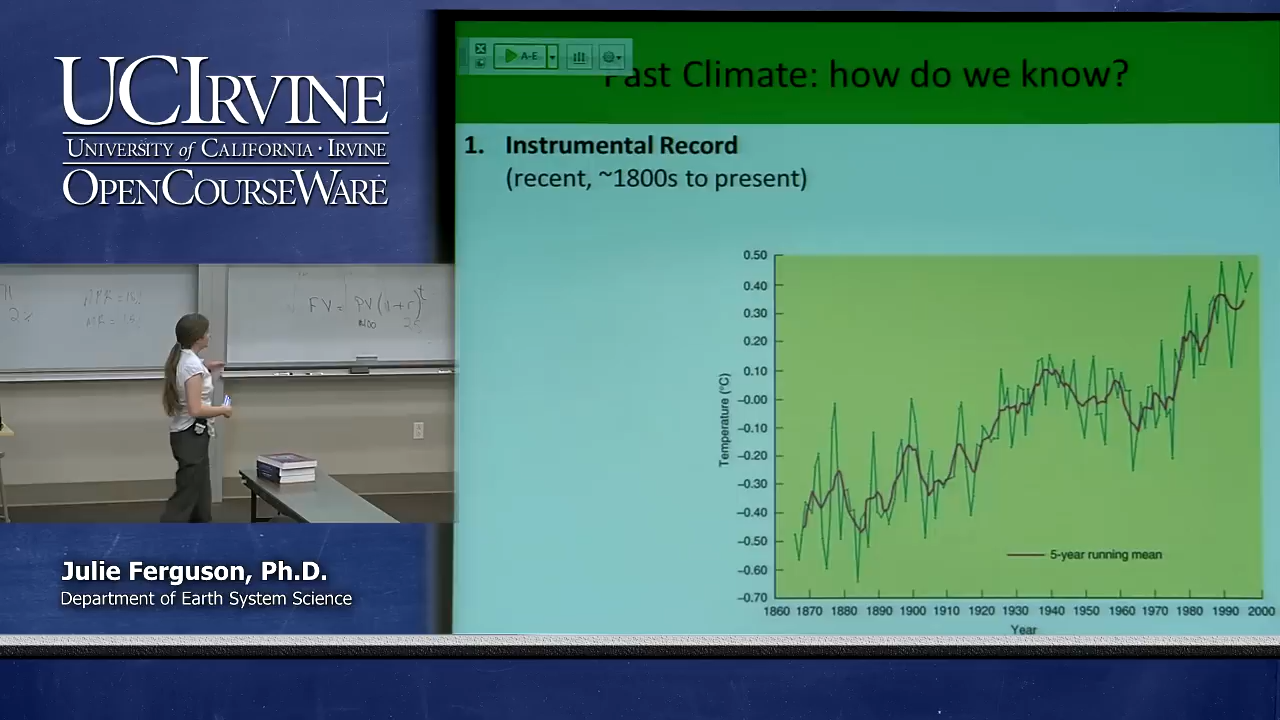 UCIRVINE
UNIVERSITY of CALIFORNIA · IRVINE
OPENCOURSEWARE
A-E
Past Climate: how do we know?
1. Instrumental Record
(recent, ~1800s to present)
FV = PV(1+r)^t
Temperature (°C)
0.50
0.40
0.30
0.20
0.10
–0.00
–0.10
–0.20
–0.30
–0.40
–0.50
–0.60
–0.70
5-year running mean
1860 1870 1880 1890 1900 1910 1920 1930 1940 1950 1960 1970 1980 1990 2000
Year
Julie Ferguson, Ph.D.
Department of Earth System Science